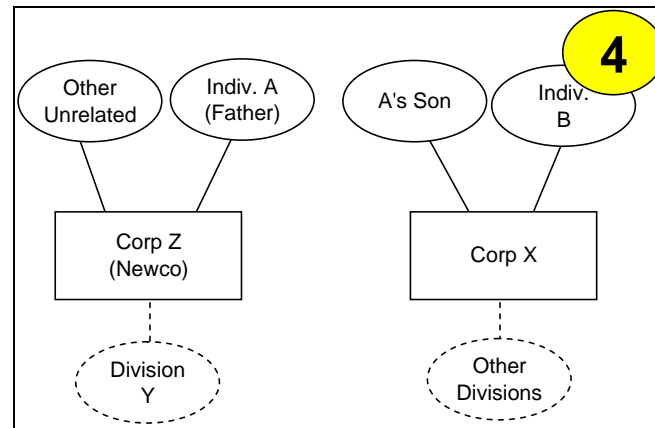 4
Other
Unrelated
Indiv. A
(Father)
A's Son
Indiv.
B
Corp Z
(Newco)
Corp X
Division
Y
Other
Divisions